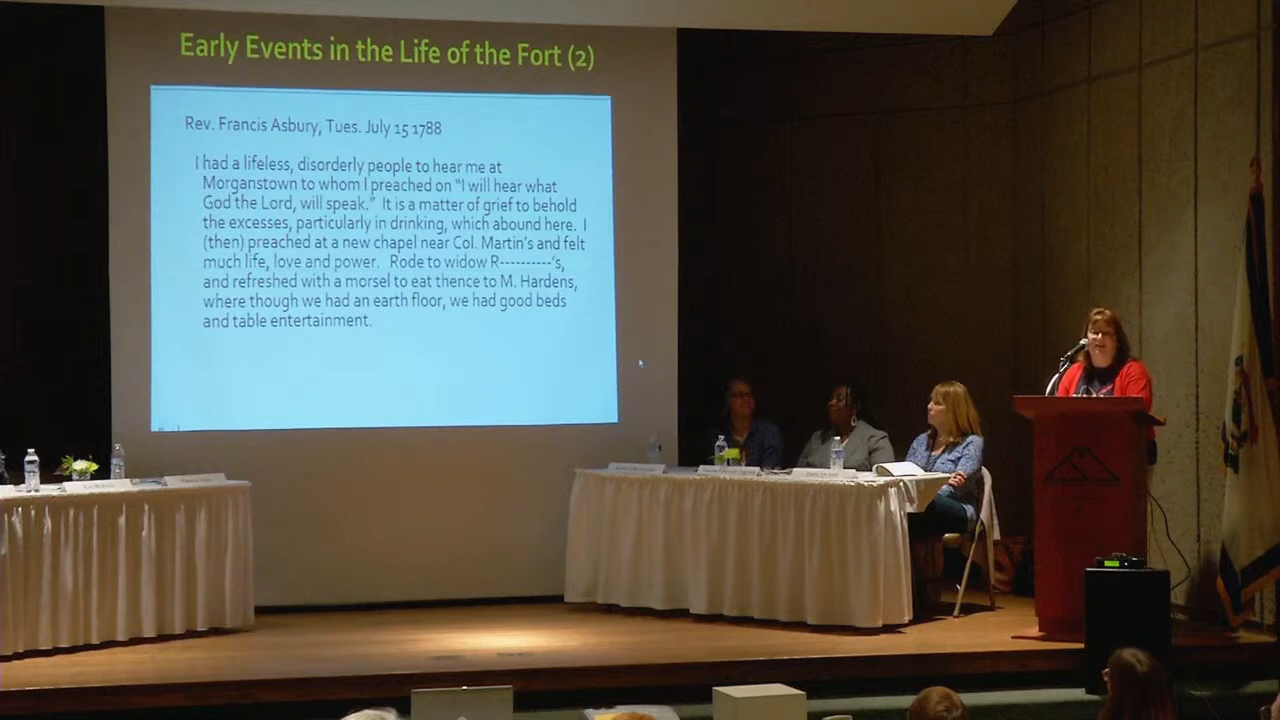 Early Events in the Life of the Fort (2)
Rev. Francis Asbury, Tues. July 15 1788
I had a lifeless, disorderly people to hear me at
Morganstown to whom I preached on “I will hear what
God the Lord, will speak.” It is a matter of grief to behold
the excesses, particularly in drinking, which abound here. I
(then) preached at a new chapel near Col. Martin's and felt
much life, love and power. Rode to widow R----------'s,
and refreshed with a morsel to eat thence to M. Hardens,
where though we had an earth floor, we had good beds
and table entertainment.